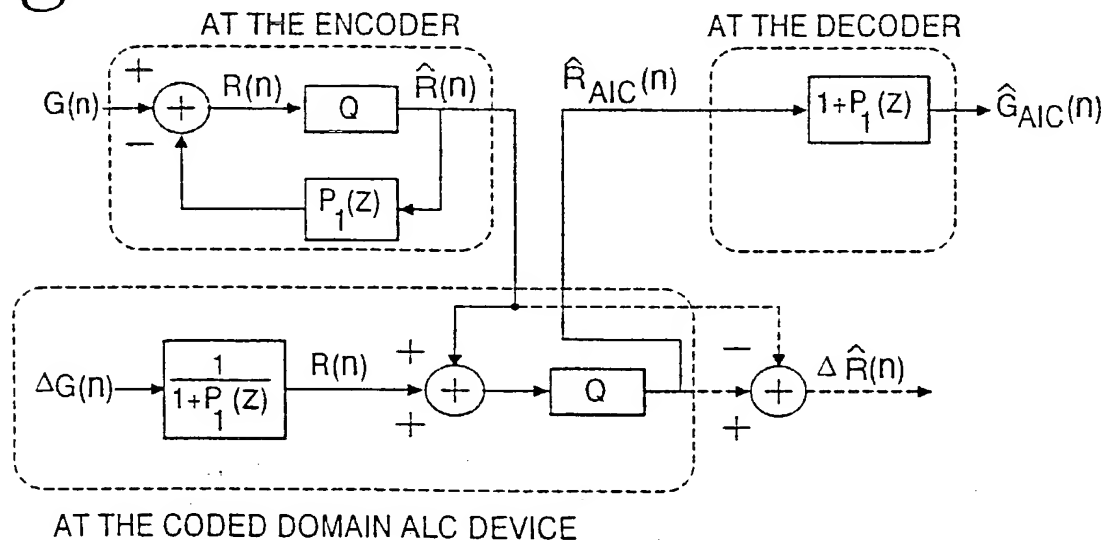 g
AT THE ENCODER
AT THE DECODER
+
G(n)
+
R(n)
Q
R̂(n)
−
P₁(Z)
R̂AIC(n)
1+P₁(Z)
ĜAIC(n)
ΔG(n)
1
1+P₁(Z)
R(n)
+
+
+
Q
−
+
+
Δ R̂(n)
AT THE CODED DOMAIN ALC DEVICE